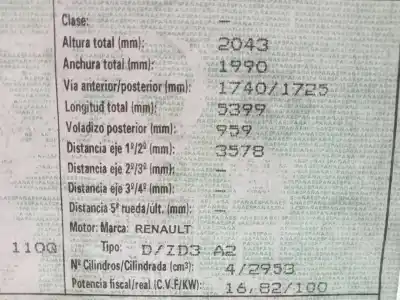 Clase: –
Altura total (mm): 2043
Anchura total (mm): 1990
Via anterior/posterior (mm): 1740/1725
Longitud total (mm): 5399
Voladizo posterior (mm): 959
Distancia eje 1º/2º (mm): 3578
Distancia eje 2º/3º (mm): –
Distancia eje 3º/4º (mm): –
Distancia 5ª rueda/últ. (mm): –
Motor: Marca: RENAULT
110Q Tipo: D/ZD3 A2
Nº Cilindros/Cilindrada (cm³): 4/2953
Potencia fiscal/real (C.V.F/KW): 16,82/100